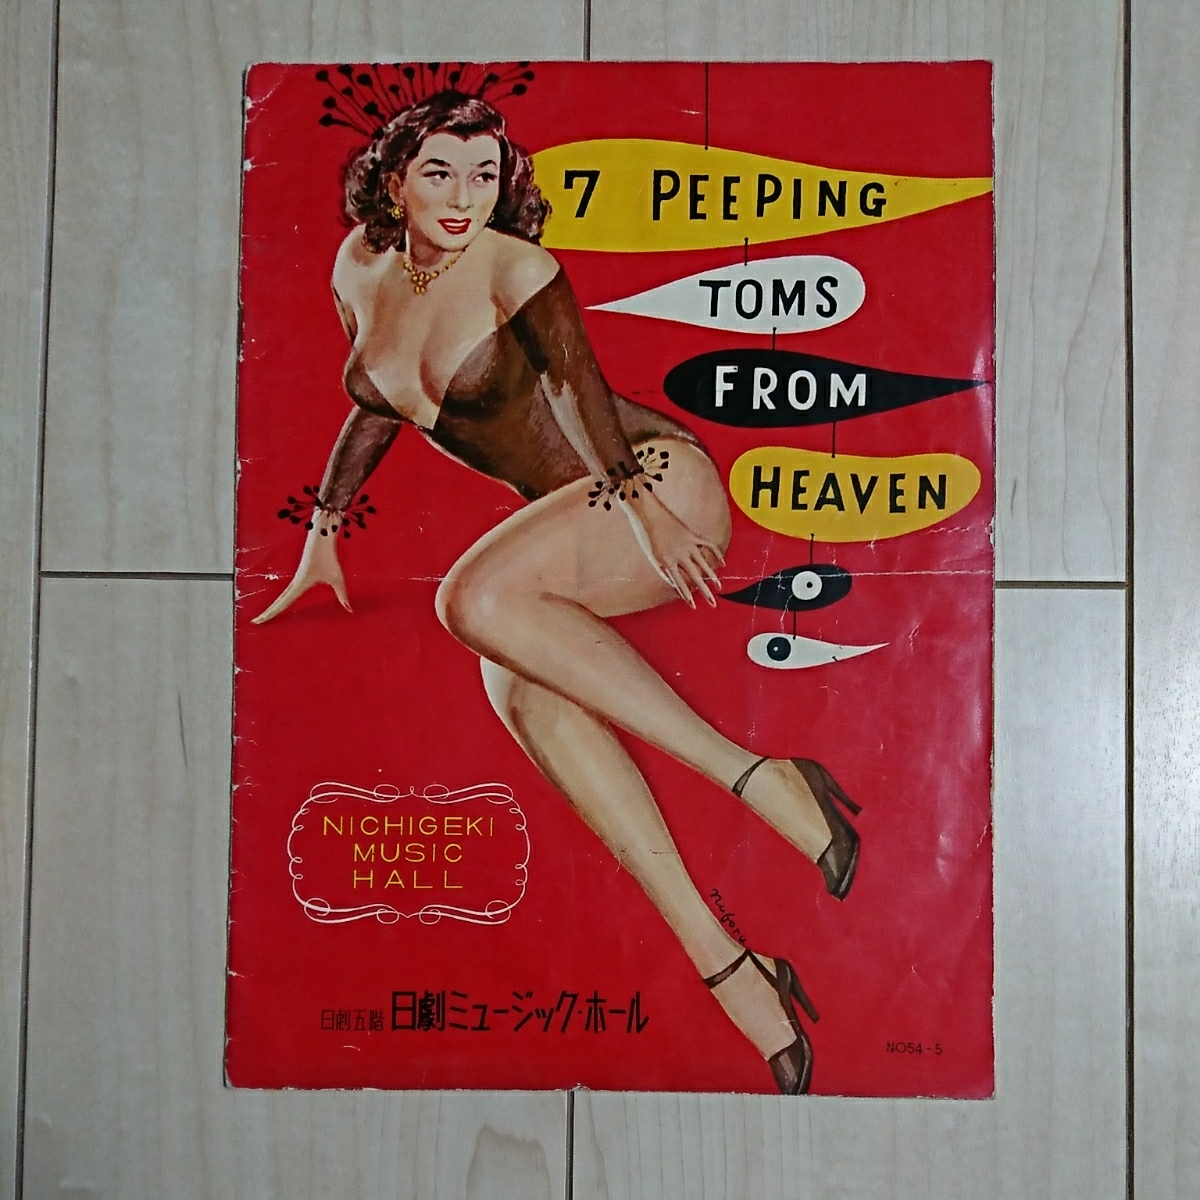 7 PEEPING
TOMS
FROM
HEAVEN
NICHIGEKI
MUSIC
HALL
日劇五階 日劇ミュージック・ホール
NO54-5